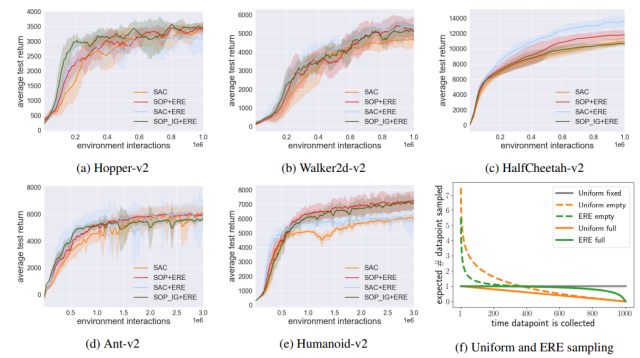 4000
3500
3000
2500
2000
1500
1000
500
0
average test return
SAC
SOP+ERE
SAC+ERE
SOP_IG+ERE
0.2 0.4 0.6 0.8 1.0
environment interactions 1e6
(a) Hopper-v2
6000
5000
4000
3000
2000
1000
0
average test return
SAC
SOP+ERE
SAC+ERE
SOP_IG+ERE
0.2 0.4 0.6 0.8 1.0
environment interactions 1e6
(b) Walker2d-v2
14000
12000
10000
8000
6000
4000
2000
0
average test return
SAC
SOP+ERE
SAC+ERE
SOP_IG+ERE
0.2 0.4 0.6 0.8 1.0
environment interactions 1e6
(c) HalfCheetah-v2
8000
6000
4000
2000
0
average test return
SAC
SOP+ERE
SAC+ERE
SOP_IG+ERE
0.5 1.0 1.5 2.0 2.5 3.0
environment interactions 1e6
(d) Ant-v2
8000
6000
4000
2000
0
average test return
SAC
SOP+ERE
SAC+ERE
SOP_IG+ERE
0.5 1.0 1.5 2.0 2.5 3.0
environment interactions 1e6
(e) Humanoid-v2
7
6
5
4
3
2
1
0
expected # datapoint sampled
Uniform fixed
Uniform empty
ERE empty
Uniform full
ERE full
1 200 400 600 800 1000
time datapoint is collected
(f) Uniform and ERE sampling